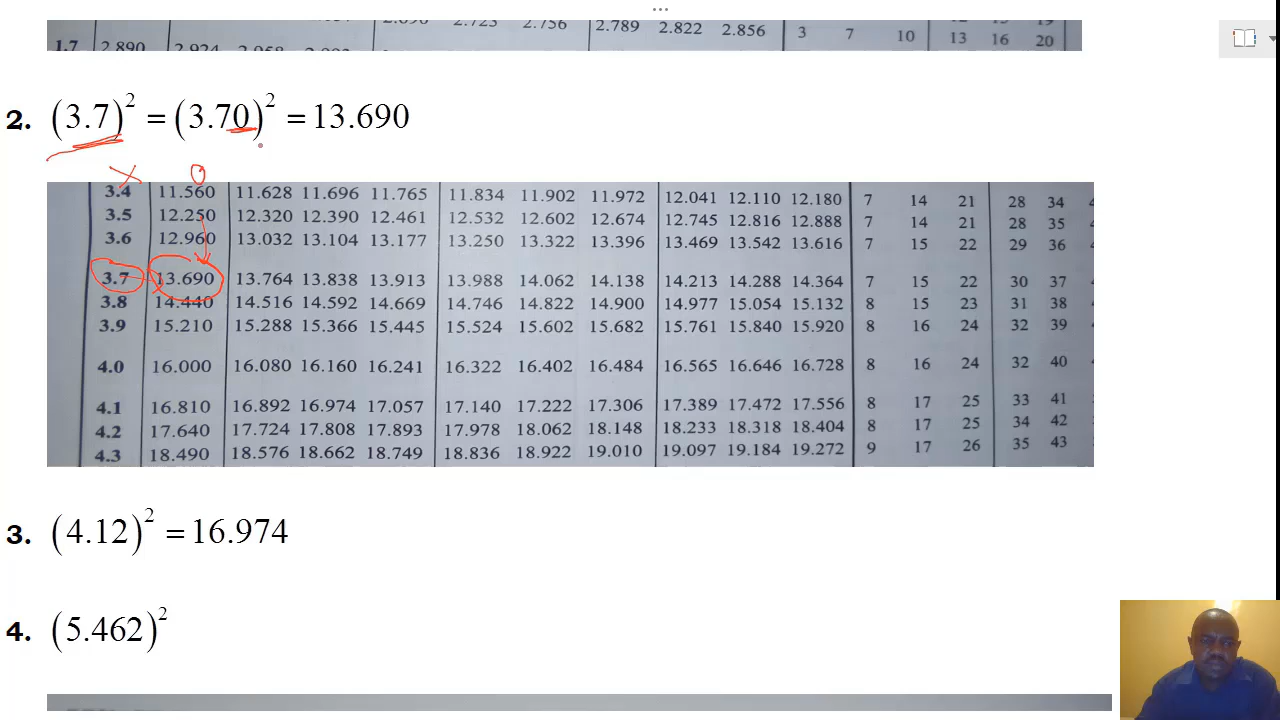 2.723 2.756 2.789 2.822 2.856 3 7 10 13 16 20
1.7 2.890 2.924
2. (3.7)² = (3.70)² = 13.690
x 0
3.4 11.560 11.628 11.696 11.765 11.834 11.902 11.972 12.041 12.110 12.180 7 14 21 28 34
3.5 12.250 12.320 12.390 12.461 12.532 12.602 12.674 12.745 12.816 12.888 7 14 21 28 35
3.6 12.960 13.032 13.104 13.177 13.250 13.322 13.396 13.469 13.542 13.616 7 15 22 29 36
3.7 13.690 13.764 13.838 13.913 13.988 14.062 14.138 14.213 14.288 14.364 7 15 22 30 37
3.8 14.440 14.516 14.592 14.669 14.746 14.822 14.900 14.977 15.054 15.132 8 15 23 31 38
3.9 15.210 15.288 15.366 15.445 15.524 15.602 15.682 15.761 15.840 15.920 8 16 24 32 39
4.0 16.000 16.080 16.160 16.241 16.322 16.402 16.484 16.565 16.646 16.728 8 16 24 32 40
4.1 16.810 16.892 16.974 17.057 17.140 17.222 17.306 17.389 17.472 17.556 8 17 25 33 41
4.2 17.640 17.724 17.808 17.893 17.978 18.062 18.148 18.233 18.318 18.404 8 17 25 34 42
4.3 18.490 18.576 18.662 18.749 18.836 18.922 19.010 19.097 19.184 19.272 9 17 26 35 43
3. (4.12)² = 16.974
4. (5.462)²